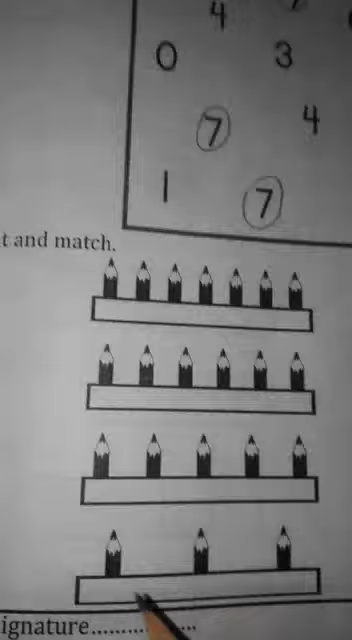 4
0 3
7 4
1 7
t and match.
ignature..................